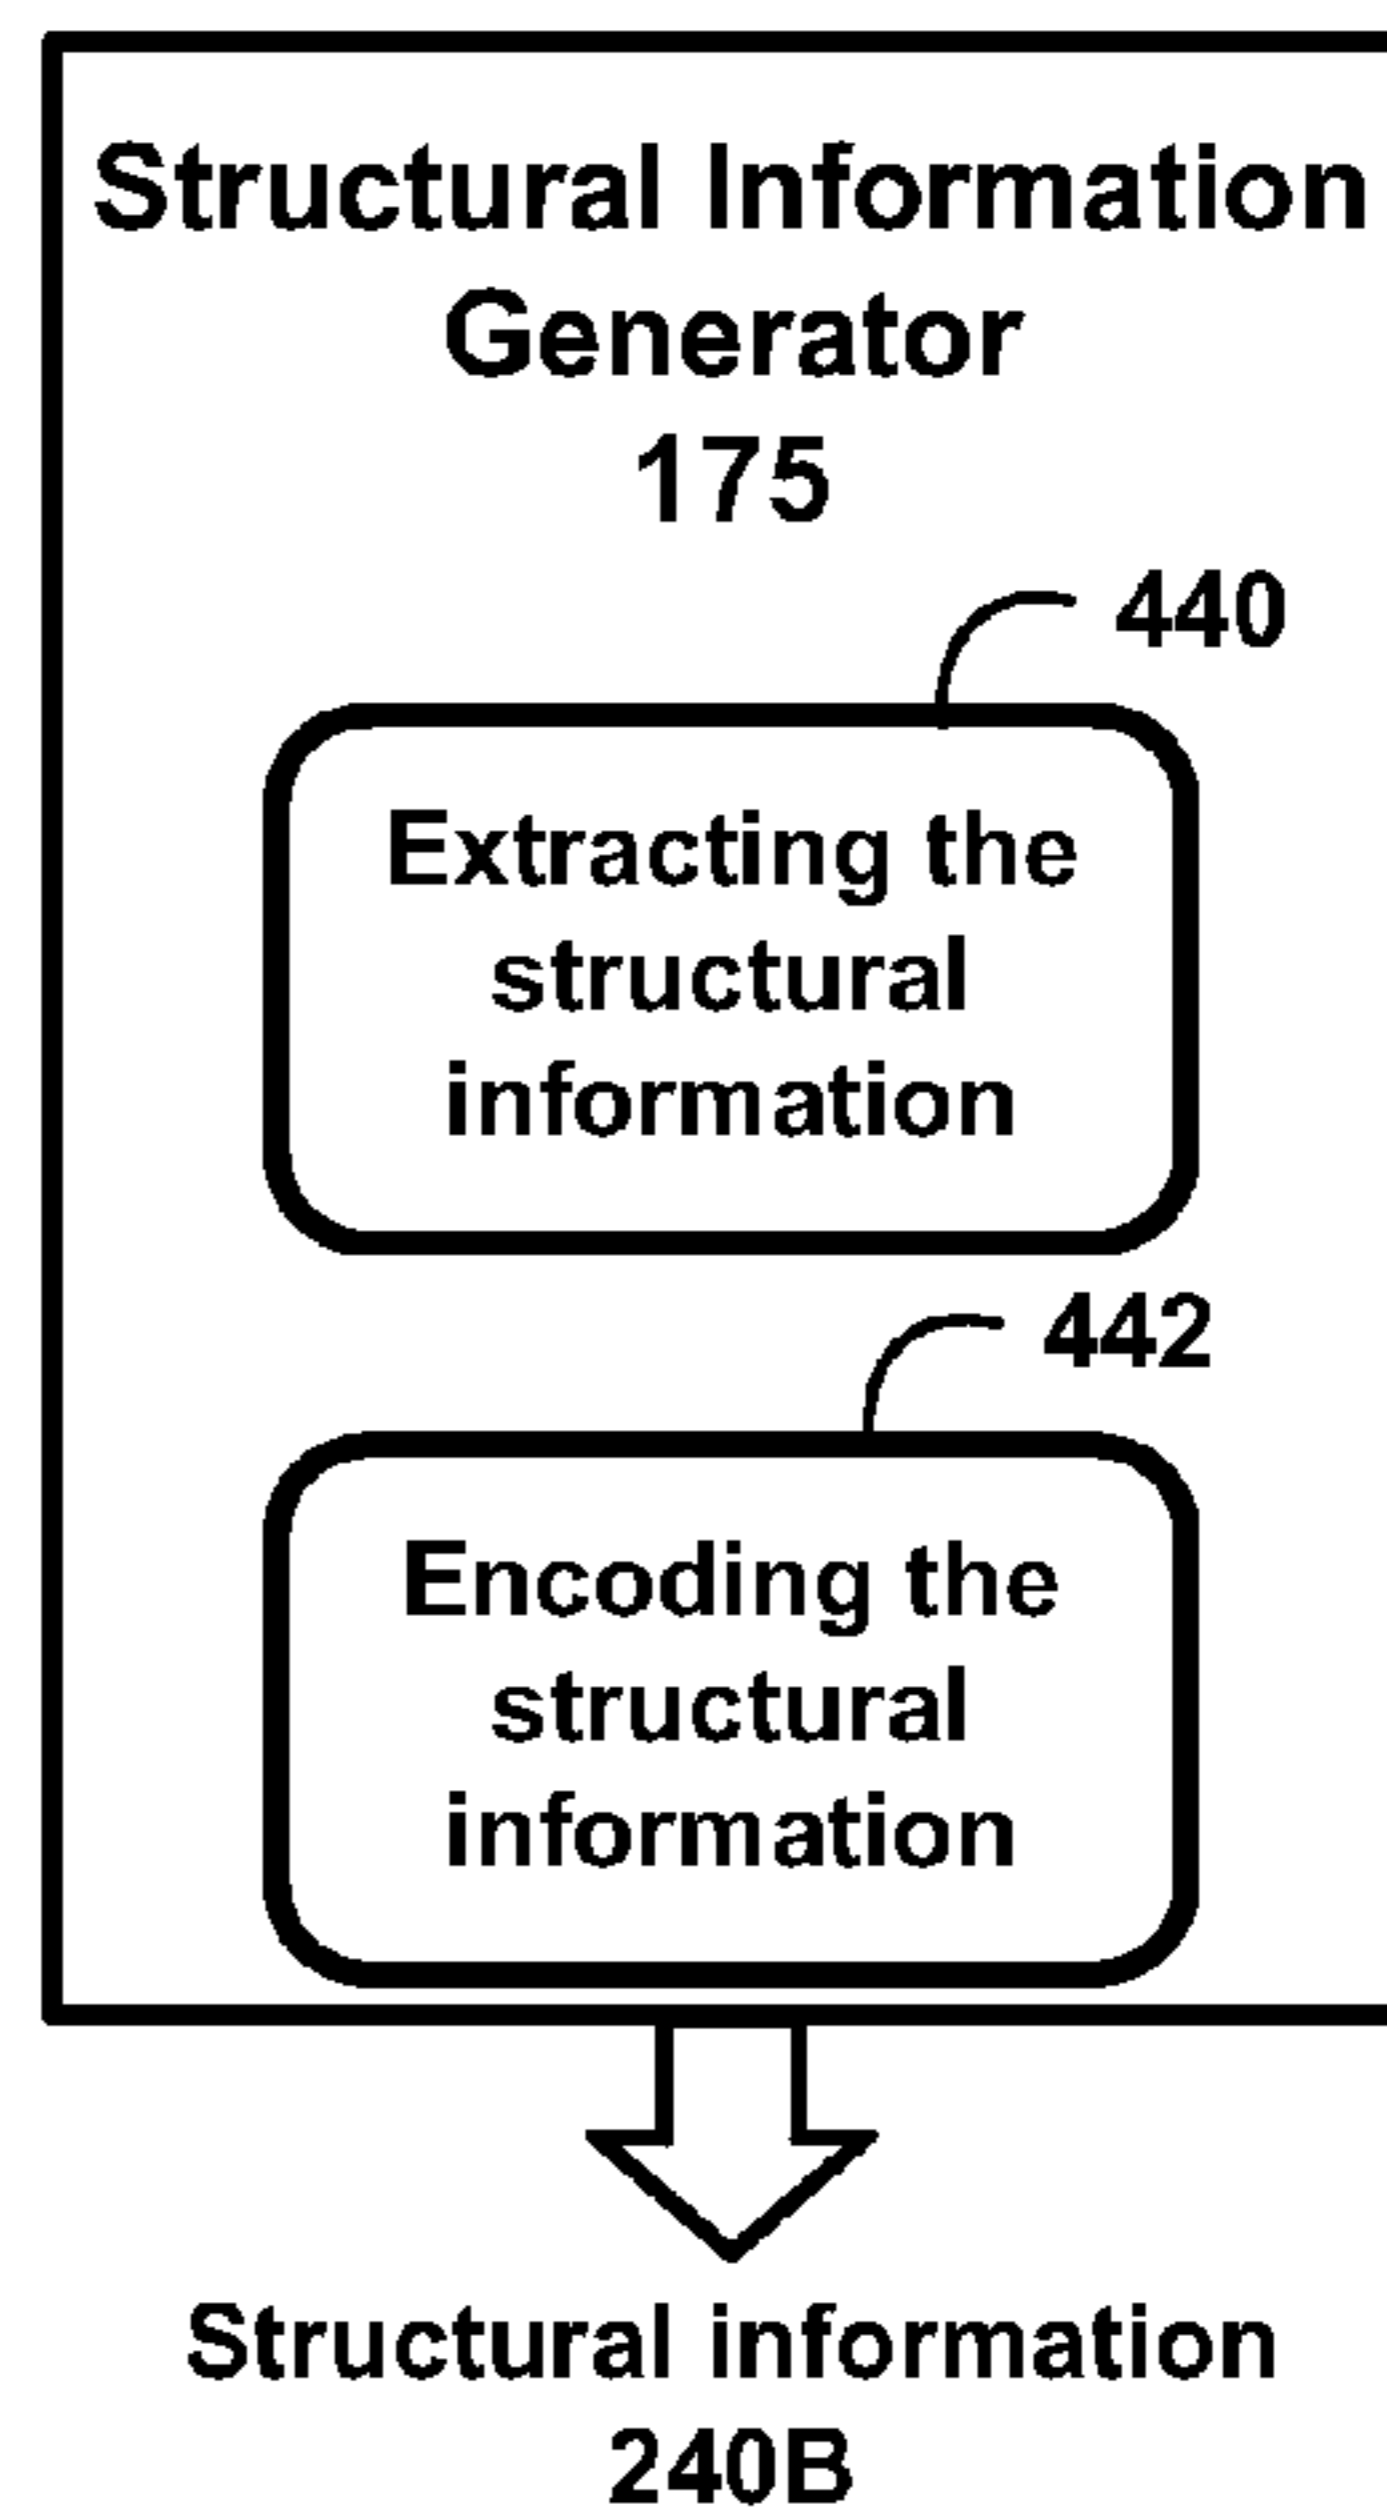 Structural Information
Generator
175
440
Extracting the
structural
information
442
Encoding the
structural
information
Structural information
240B